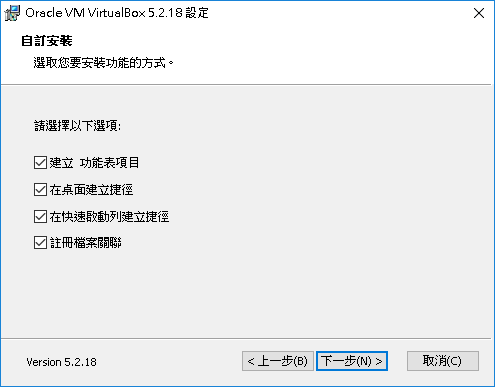 Oracle VM VirtualBox 5.2.18 設定
自訂安裝
選取您要安裝功能的方式。
請選擇以下選項:
建立 功能表項目
在桌面建立捷徑
在快速啟動列建立捷徑
註冊檔案關聯
Version 5.2.18
< 上一步(B)
下一步(N) >
取消(C)